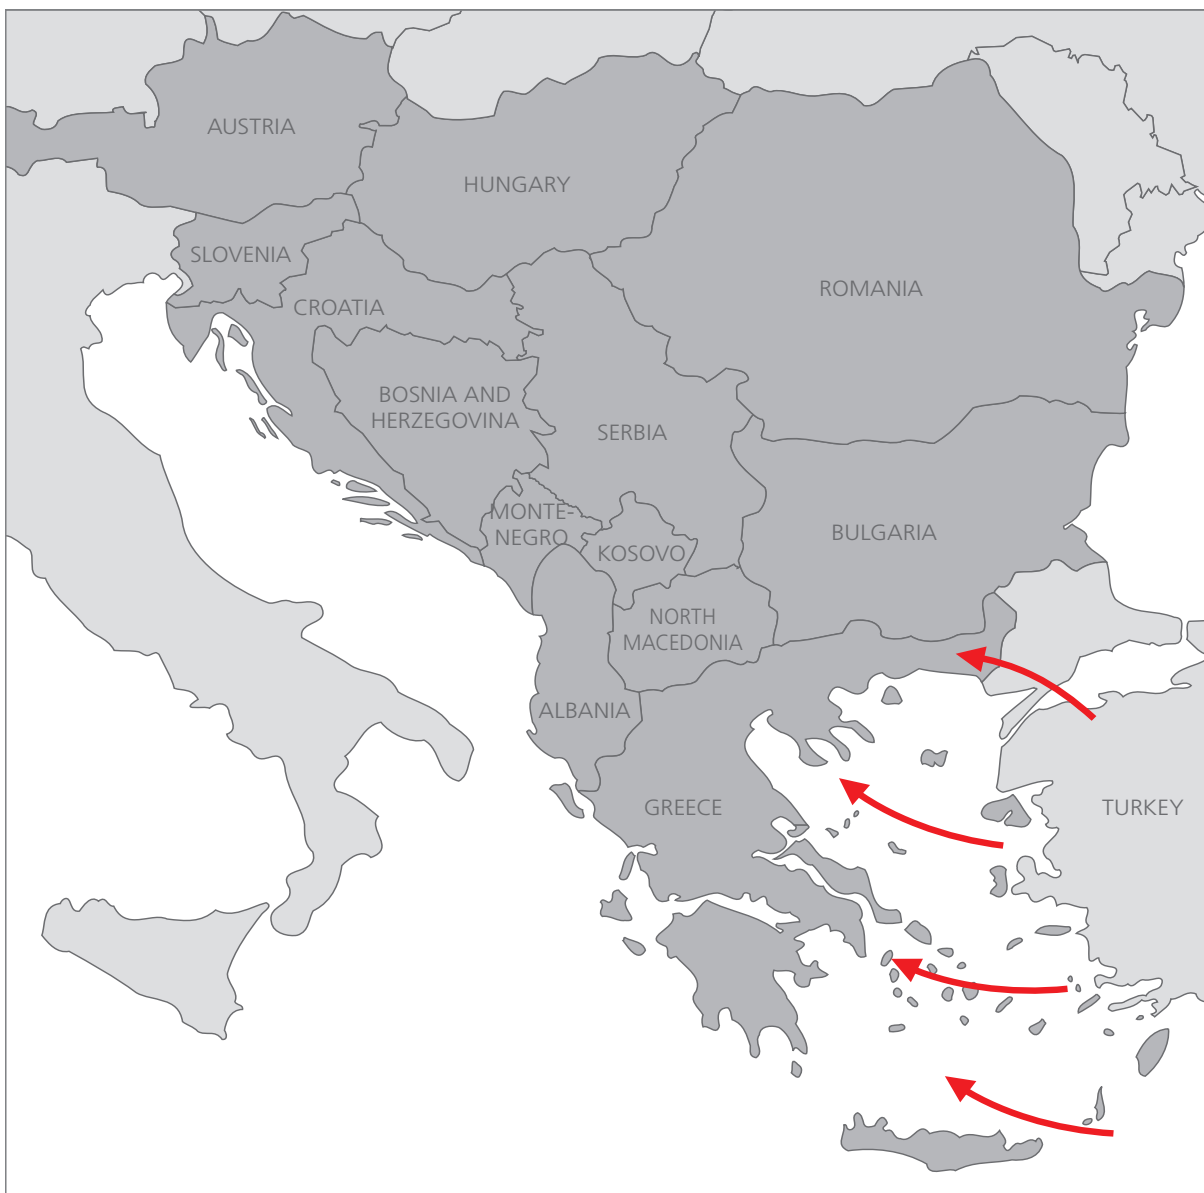 AUSTRIA
HUNGARY
SLOVENIA
ROMANIA
CROATIA
BOSNIA AND
HERZEGOVINA
SERBIA
MONTE-
NEGRO
BULGARIA
KOSOVO
NORTH
MACEDONIA
ALBANIA
GREECE
TURKEY